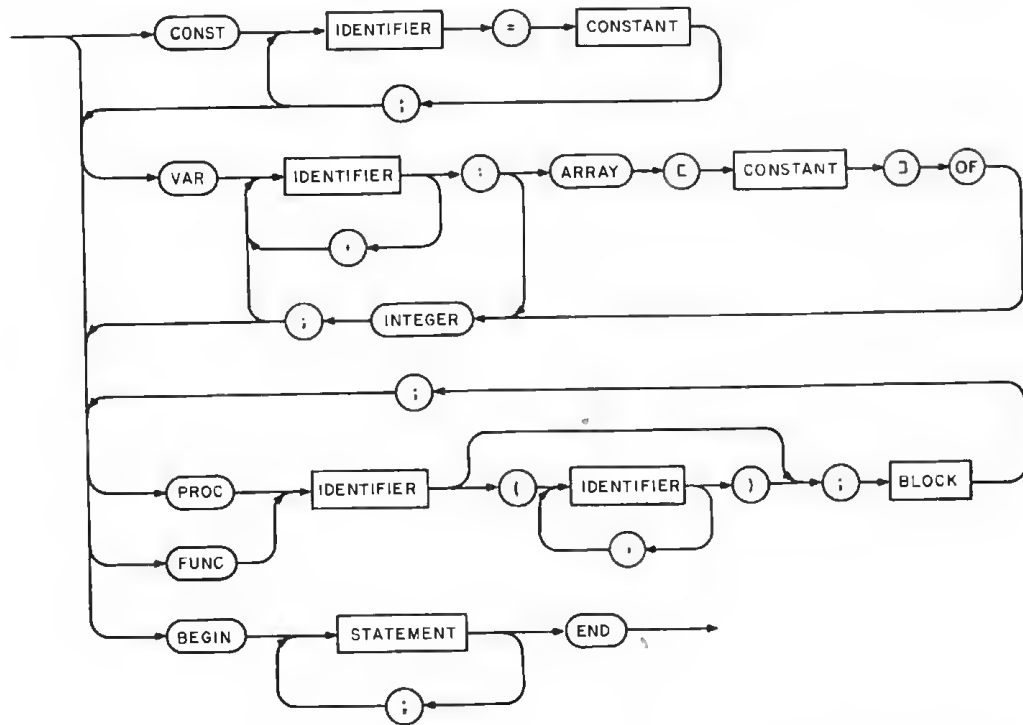 CONST IDENTIFIER = CONSTANT
;
VAR IDENTIFIER : ARRAY [ CONSTANT ] OF
,
; INTEGER
;
PROC IDENTIFIER ( IDENTIFIER ) ; BLOCK
FUNC ,
BEGIN STATEMENT END
;